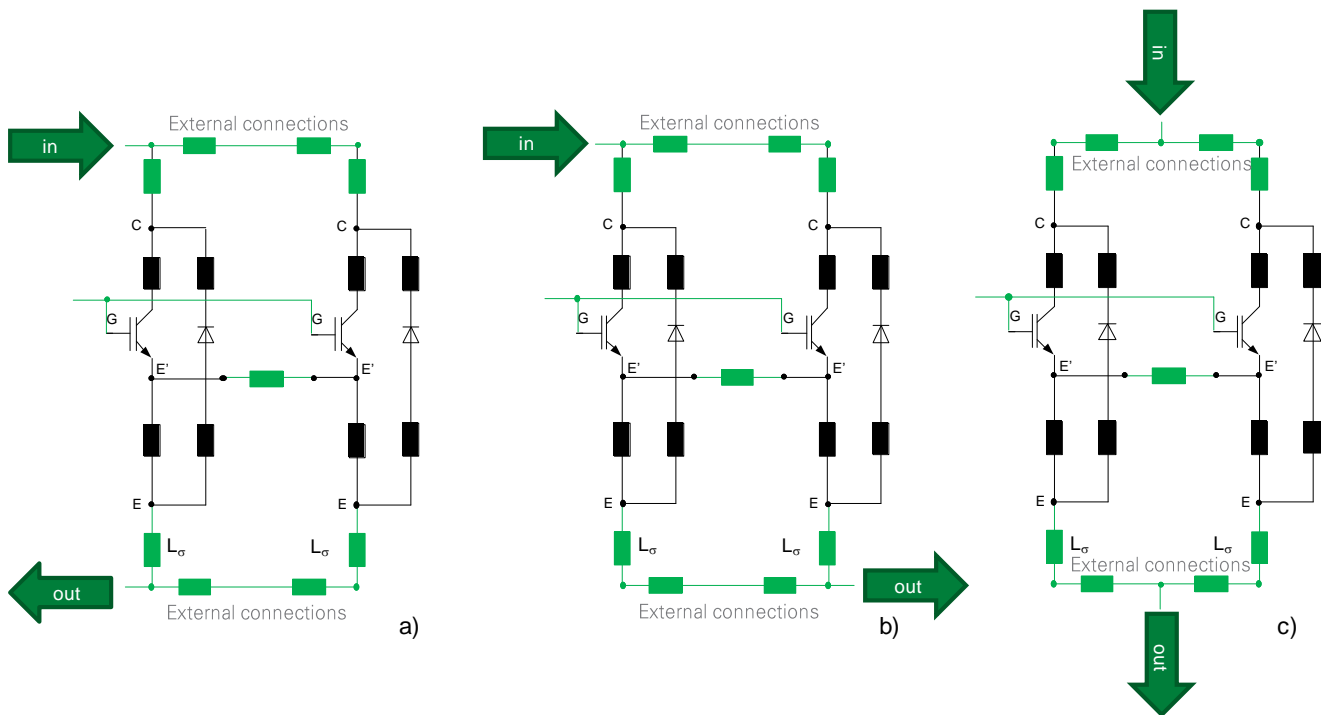 in
External connections
C
C
G
G
E'
E'
E
E
Lσ
Lσ
out
External connections
a)
in
External connections
C
C
G
G
E'
E'
E
E
Lσ
Lσ
External connections
out
b)
in
External connections
C
C
G
G
E'
E'
E
E
Lσ
Lσ
External connections
out
c)